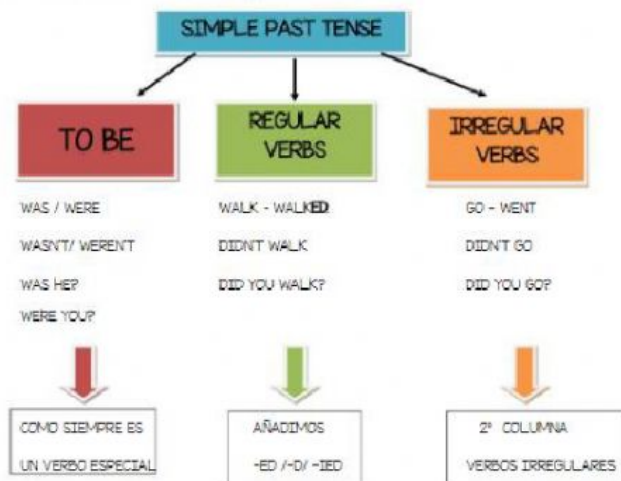 SIMPLE PAST TENSE
TO BE
WAS / WERE
WASN'T/ WEREN'T
WAS HE?
WERE YOU?
COMO SIEMPRE ES
UN VERBO ESPECIAL
REGULAR
VERBS
WALK - WALKED
DIDN'T WALK
DID YOU WALK?
AÑADIMOS
-ED /-D/ -IED
IRREGULAR
VERBS
GO - WENT
DIDN'T GO
DID YOU GO?
2ª COLUMNA
VERBOS IRREGULARES